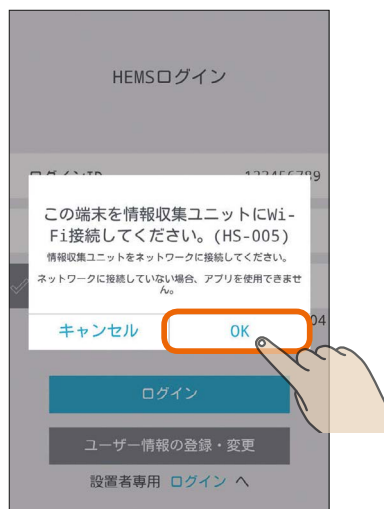 HEMSログイン
この端末を情報収集ユニットにWi-
Fi接続してください。(HS-005)
情報収集ユニットをネットワークに接続してください。
ネットワークに接続していない場合、アプリを使用できませ
ん。
キャンセル OK
04
ログイン
ユーザー情報の登録・変更
設置者専用 ログイン へ